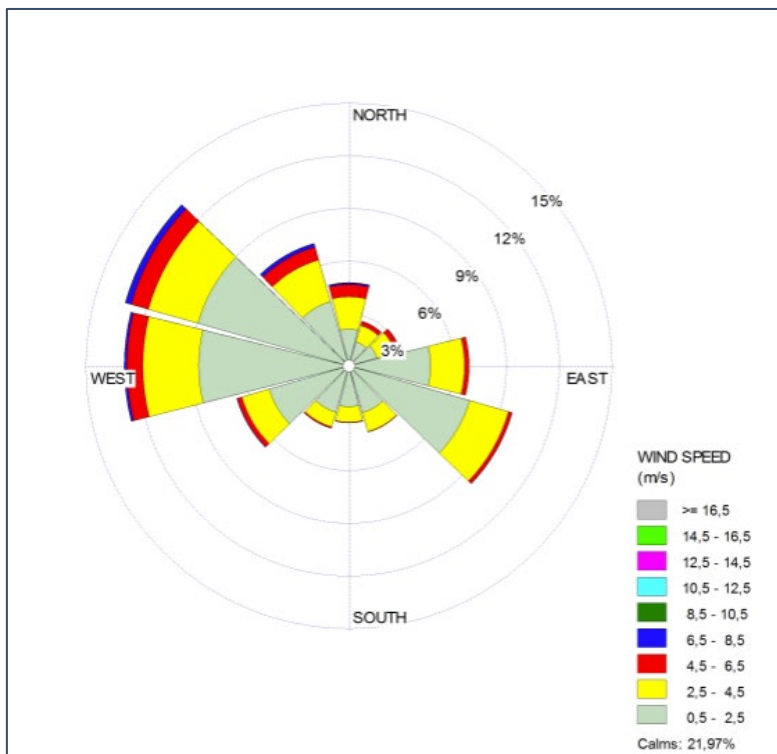 NORTH
15%
12%
9%
6%
3%
WEST
EAST
SOUTH
WIND SPEED
(m/s)
>= 16,5
14,5 - 16,5
12,5 - 14,5
10,5 - 12,5
8,5 - 10,5
6,5 - 8,5
4,5 - 6,5
2,5 - 4,5
0,5 - 2,5
Calms: 21,97%